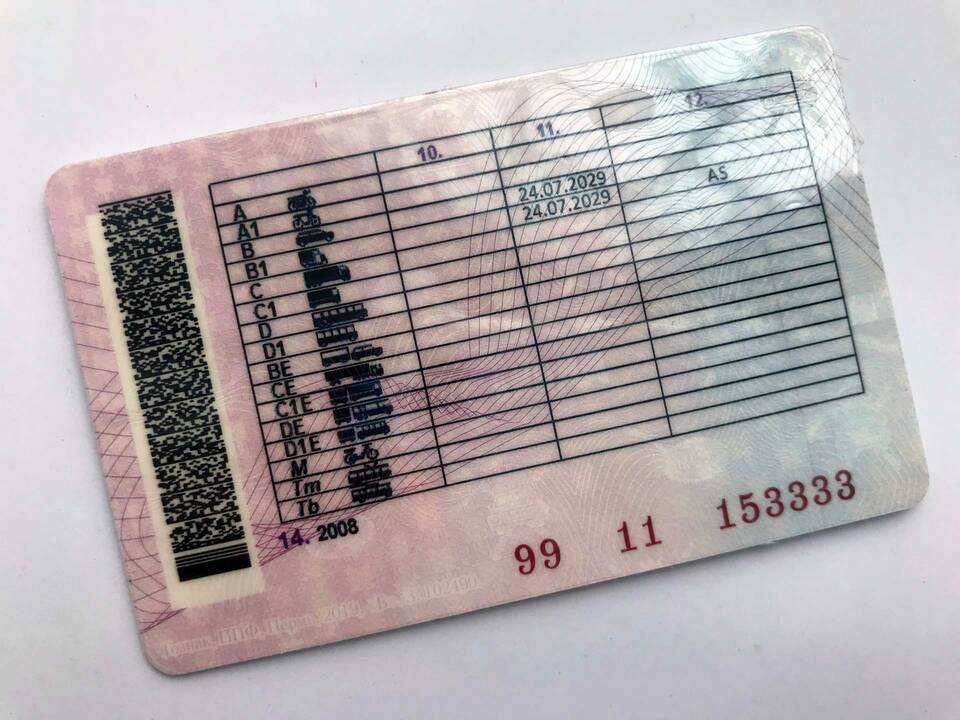 10. 11. 12.
A
A1
B 24.07.2029 AS
B1 24.07.2029
C
C1
D
D1
BE
CE
C1E
DE
D1E
M
Tm
Tb
14. 2008
99 11 153333